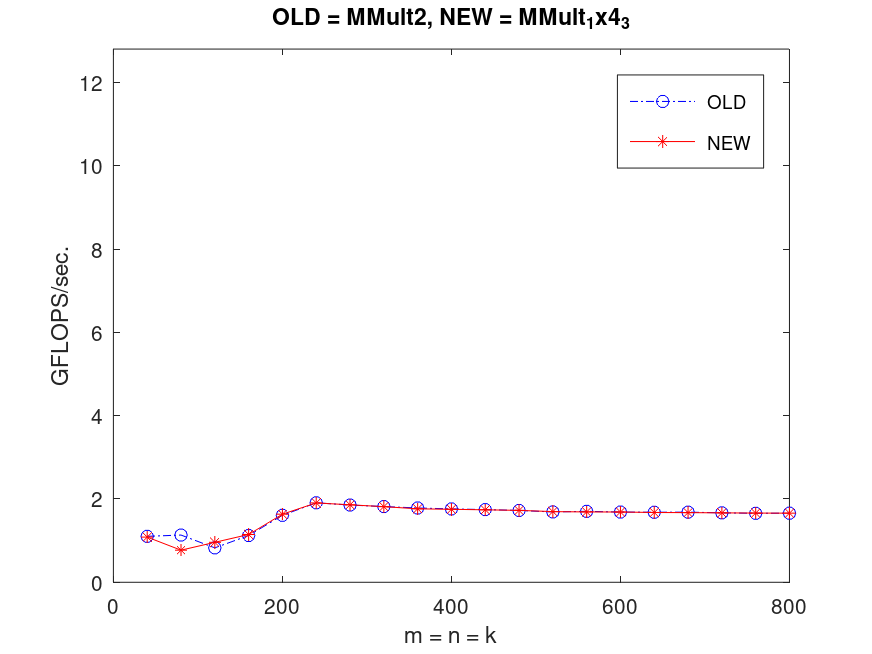 OLD = MMult2, NEW = MMult₁x4₃
OLD
NEW
GFLOPS/sec.
12
10
8
6
4
2
0
0 200 400 600 800
m = n = k